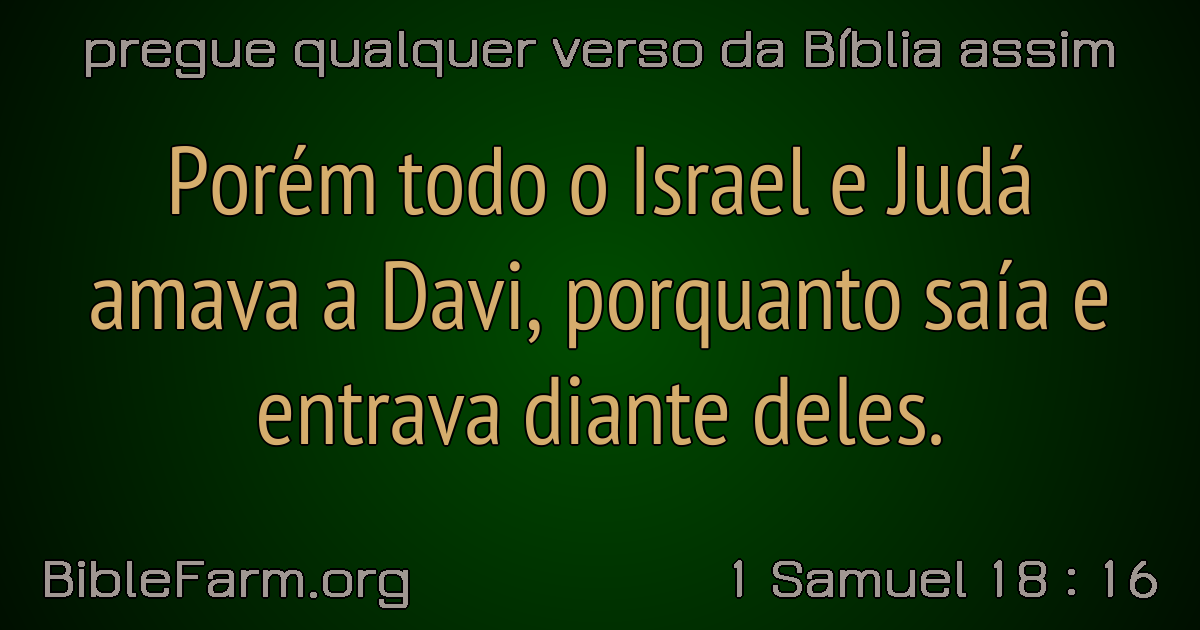 pregue qualquer verso da Bíblia assim
Porém todo o Israel e Judá
amava a Davi, porquanto saía e
entrava diante deles.
BibleFarm.org
1 Samuel 18 : 16